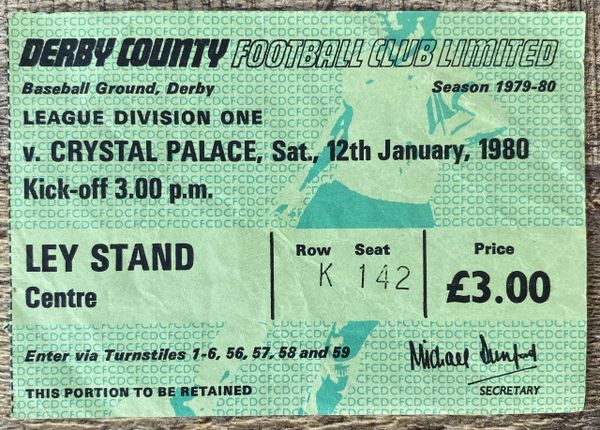 DERBY COUNTY FOOTBALL CLUB LIMITED
Baseball Ground, Derby Season 1979-80
LEAGUE DIVISION ONE
v. CRYSTAL PALACE, Sat., 12th January, 1980
Kick-off 3.00 p.m.
LEY STAND
Centre
Row Seat Price
K 142 £3.00
Enter via Turnstiles 1-6, 56, 57, 58 and 59
Michael Dunford
SECRETARY
THIS PORTION TO BE RETAINED